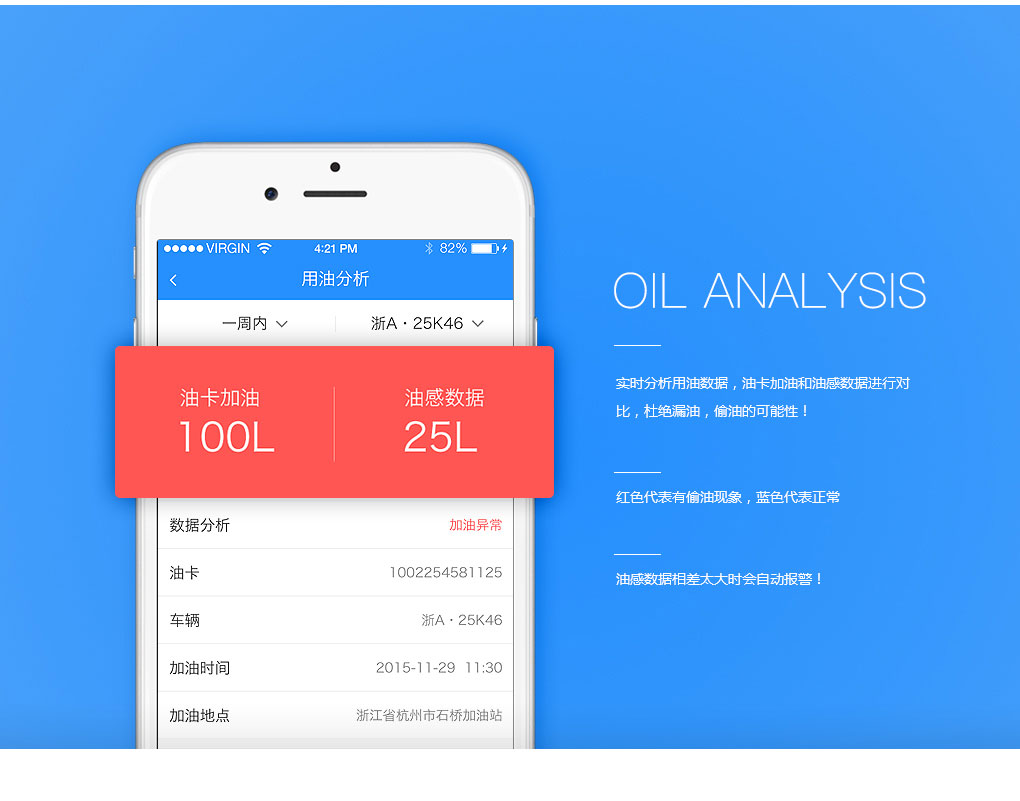 VIRGIN 4:21 PM 82%
用油分析
一周内 浙A·25K46
油卡加油 油感数据
100L 25L
数据分析 加油异常
油卡 1002254581125
车辆 浙A·25K46
加油时间 2015-11-29 11:30
加油地点 浙江省杭州市石桥加油站
OIL ANALYSIS
实时分析用油数据，油卡加油和油感数据进行对
比，杜绝漏油，偷油的可能性！
红色代表有偷油现象，蓝色代表正常
油感数据相差太大时会自动报警！